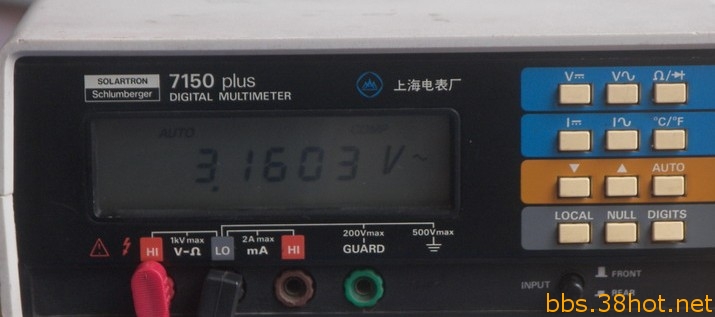 SOLARTRON
Schlumberger
7150 plus
DIGITAL MULTIMETER
上海电表厂
AUTO
3.1603 V~
V⎓ V∿ Ω/
I⎓ I∿ °C/°F
▼ ▲ AUTO
LOCAL NULL DIGITS
1kV max 2A max 200Vmax 500Vmax
HI V-Ω LO mA HI GUARD
INPUT FRONT
REAR
bbs.38hot.net